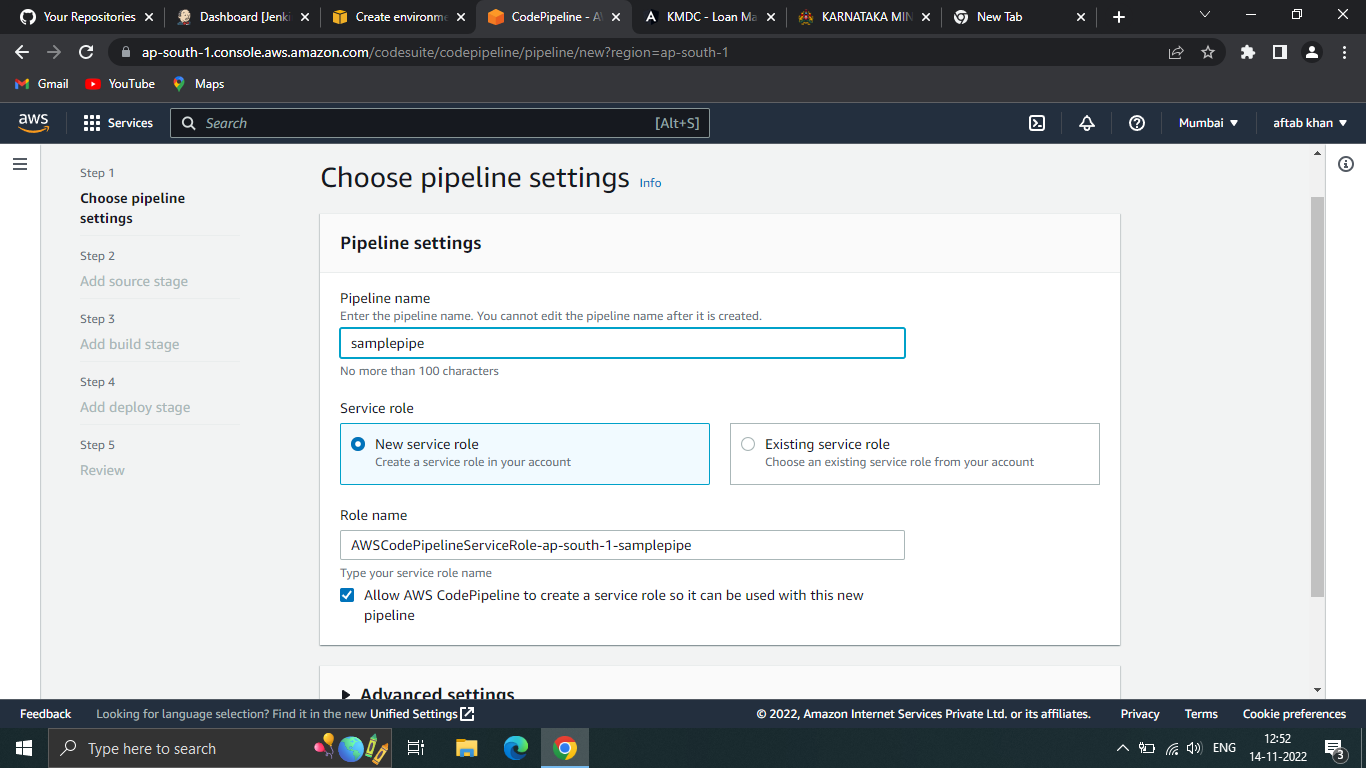 Your Repositories
Dashboard [Jenki
Create environme
CodePipeline - A
KMDC - Loan Ma
KARNATAKA MIN
New Tab
ap-south-1.console.aws.amazon.com/codesuite/codepipeline/pipeline/new?region=ap-south-1
Gmail
YouTube
Maps
aws
Services
Search
[Alt+S]
Mumbai
aftab khan
Step 1
Choose pipeline
settings
Step 2
Add source stage
Step 3
Add build stage
Step 4
Add deploy stage
Step 5
Review
Choose pipeline settings Info
Pipeline settings
Pipeline name
Enter the pipeline name. You cannot edit the pipeline name after it is created.
samplepipe
No more than 100 characters
Service role
New service role
Create a service role in your account
Existing service role
Choose an existing service role from your account
Role name
AWSCodePipelineServiceRole-ap-south-1-samplepipe
Type your service role name
Allow AWS CodePipeline to create a service role so it can be used with this new
pipeline
Advanced settings
Feedback
Looking for language selection? Find it in the new Unified Settings
© 2022, Amazon Internet Services Private Ltd. or its affiliates.
Privacy
Terms
Cookie preferences
Type here to search
ENG
12:52
14-11-2022
3